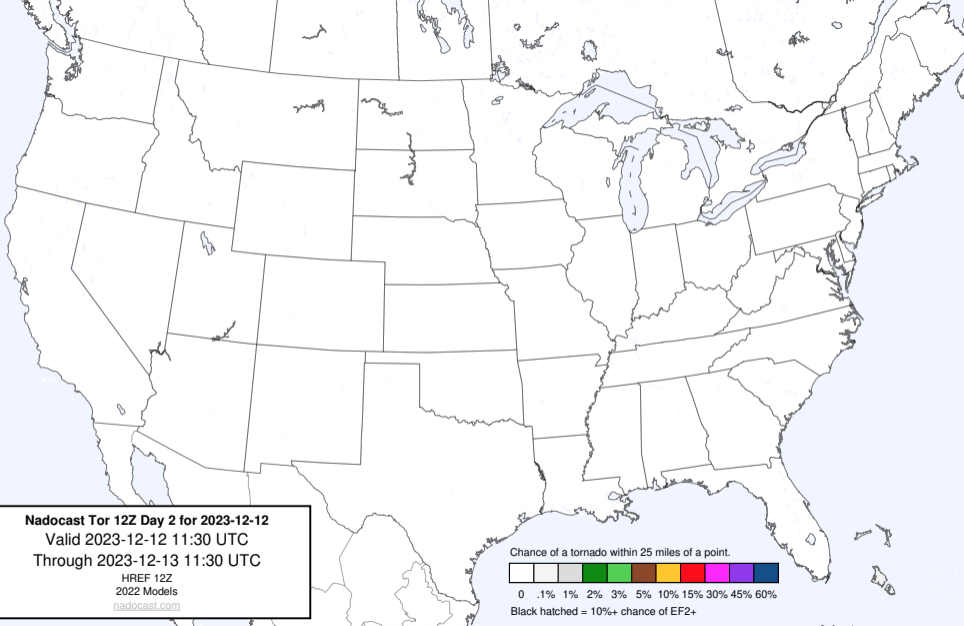 Nadocast Tor 12Z Day 2 for 2023-12-12
Valid 2023-12-12 11:30 UTC
Through 2023-12-13 11:30 UTC
HREF 12Z
2022 Models
nadocast.com
Chance of a tornado within 25 miles of a point.
0 .1% 1% 2% 3% 5% 10% 15% 30% 45% 60%
Black hatched = 10%+ chance of EF2+